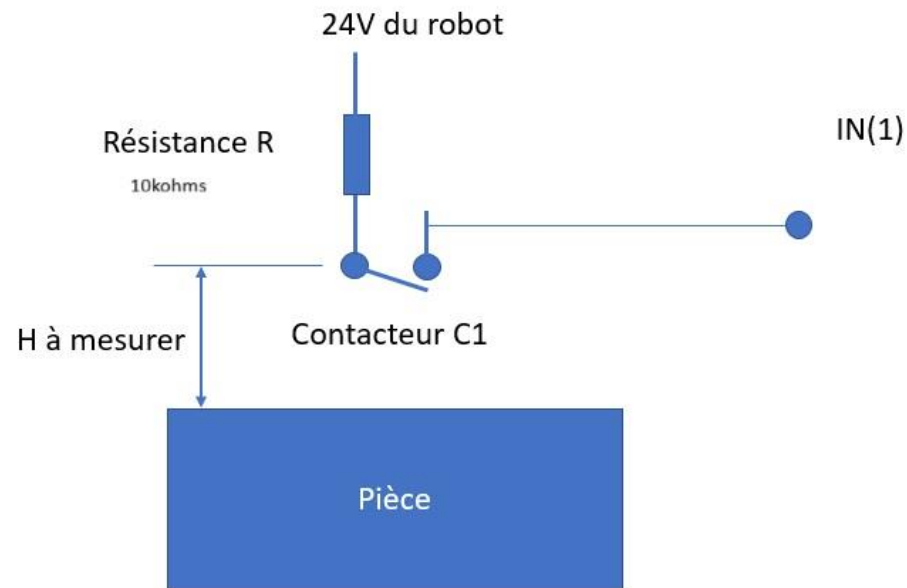 24V du robot
IN(1)
Résistance R
10kohms
H à mesurer
Contacteur C1
Pièce